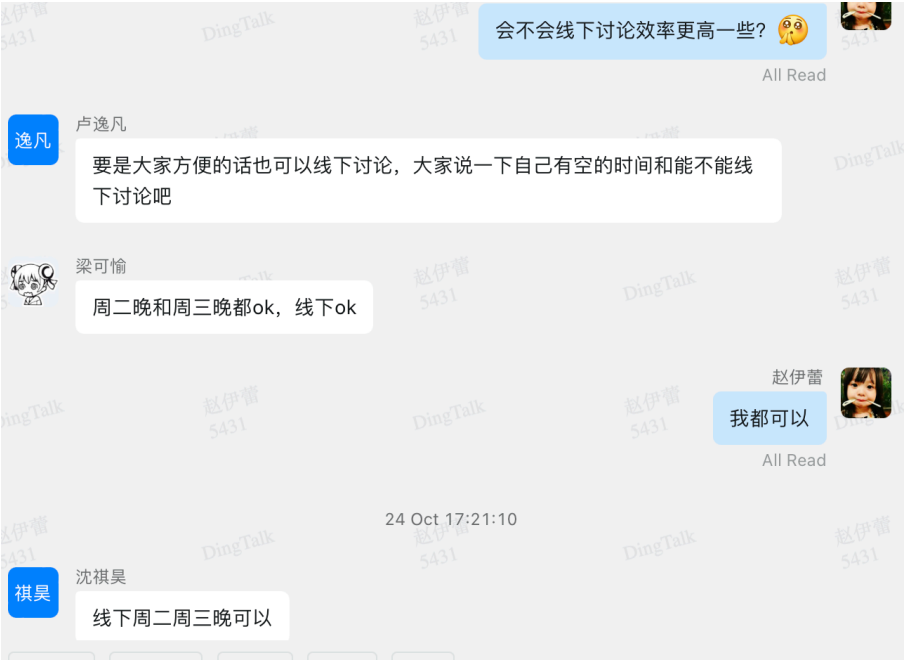 会不会线下讨论效率更高一些?
All Read
逸凡
卢逸凡
要是大家方便的话也可以线下讨论，大家说一下自己有空的时间和能不能线
下讨论吧
梁可愉
周二晚和周三晚都ok，线下ok
赵伊蕾
我都可以
All Read
24 Oct 17:21:10
祺昊
沈祺昊
线下周二周三晚可以
DingTalk
赵伊蕾
5431